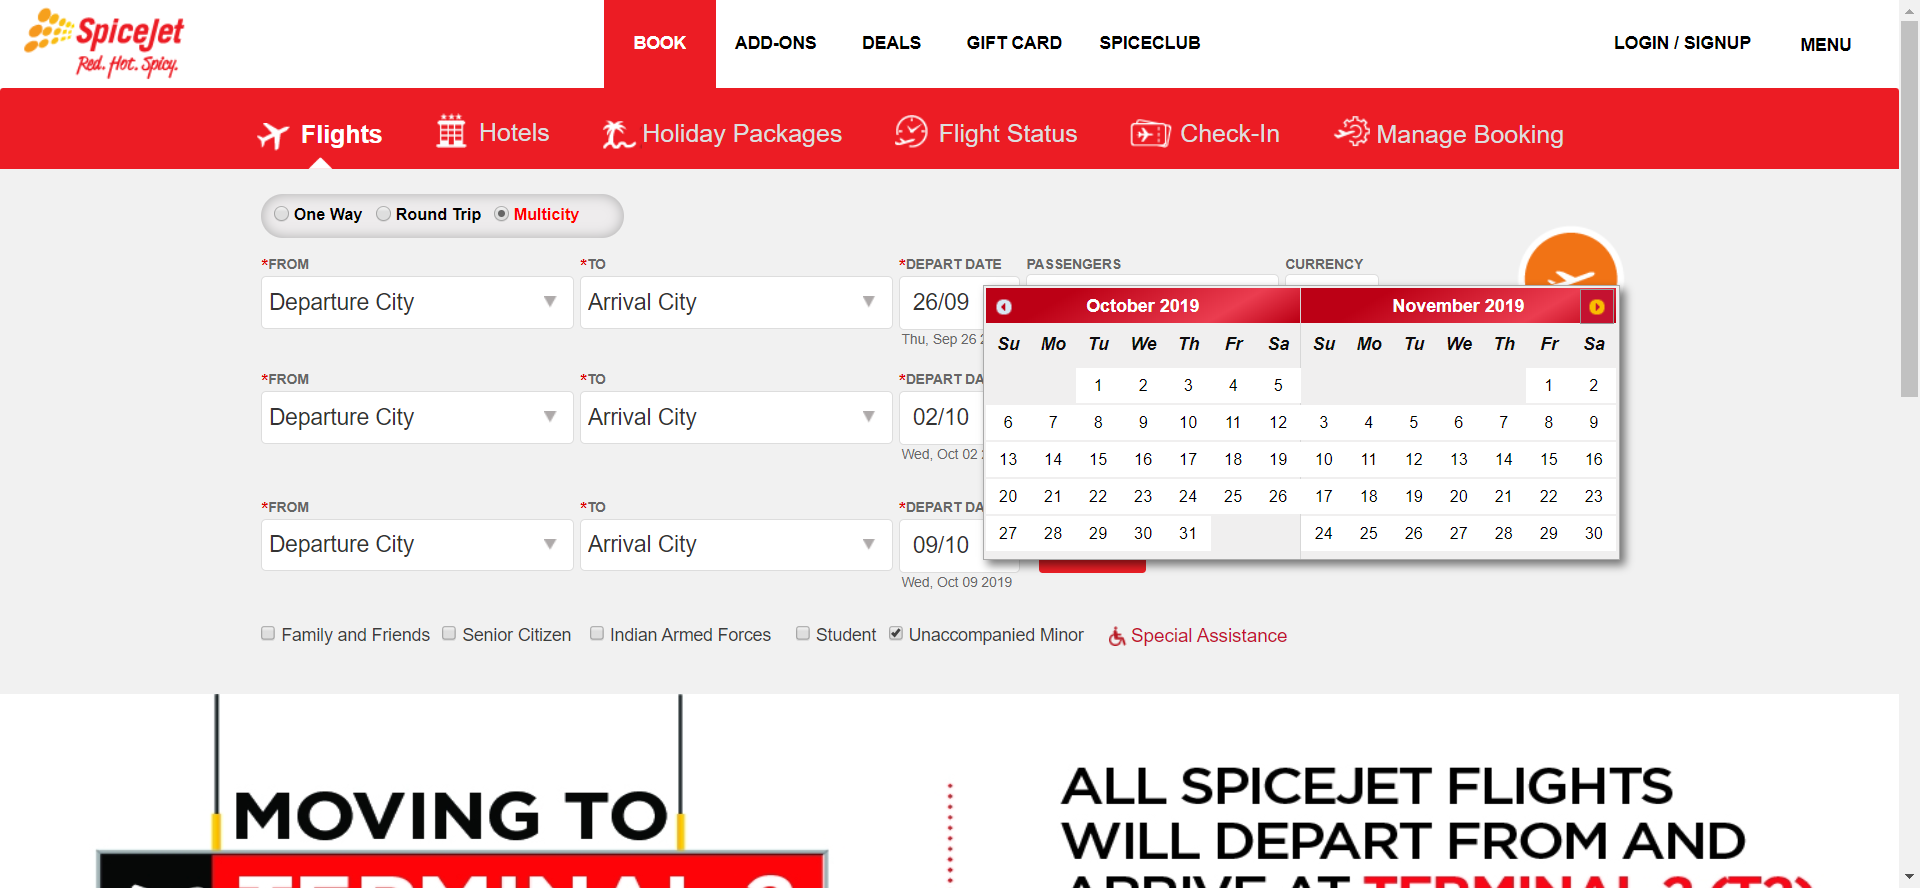 SpiceJet
Red. Hot. Spicy.
BOOK ADD-ONS DEALS GIFT CARD SPICECLUB LOGIN / SIGNUP MENU
Flights Hotels Holiday Packages Flight Status Check-In Manage Booking
One Way Round Trip Multicity
*FROM *TO *DEPART DATE PASSENGERS CURRENCY
Departure City Arrival City 26/09
Thu, Sep 26
*FROM *TO *DEPART DA
Departure City Arrival City 02/10
Wed, Oct 02
*FROM *TO *DEPART DA
Departure City Arrival City 09/10
Wed, Oct 09 2019
October 2019 November 2019
Su Mo Tu We Th Fr Sa Su Mo Tu We Th Fr Sa
1 2 3 4 5 1 2
6 7 8 9 10 11 12 3 4 5 6 7 8 9
13 14 15 16 17 18 19 10 11 12 13 14 15 16
20 21 22 23 24 25 26 17 18 19 20 21 22 23
27 28 29 30 31 24 25 26 27 28 29 30
Family and Friends Senior Citizen Indian Armed Forces Student Unaccompanied Minor Special Assistance
MOVING TO
TERMINAL
ALL SPICEJET FLIGHTS
WILL DEPART FROM AND
ARRIVE AT TERMINAL